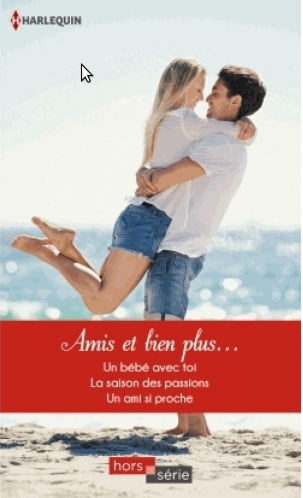 HARLEQUIN
Amis et bien plus...
Un bébé avec toi
La saison des passions
Un ami si proche
hors
série